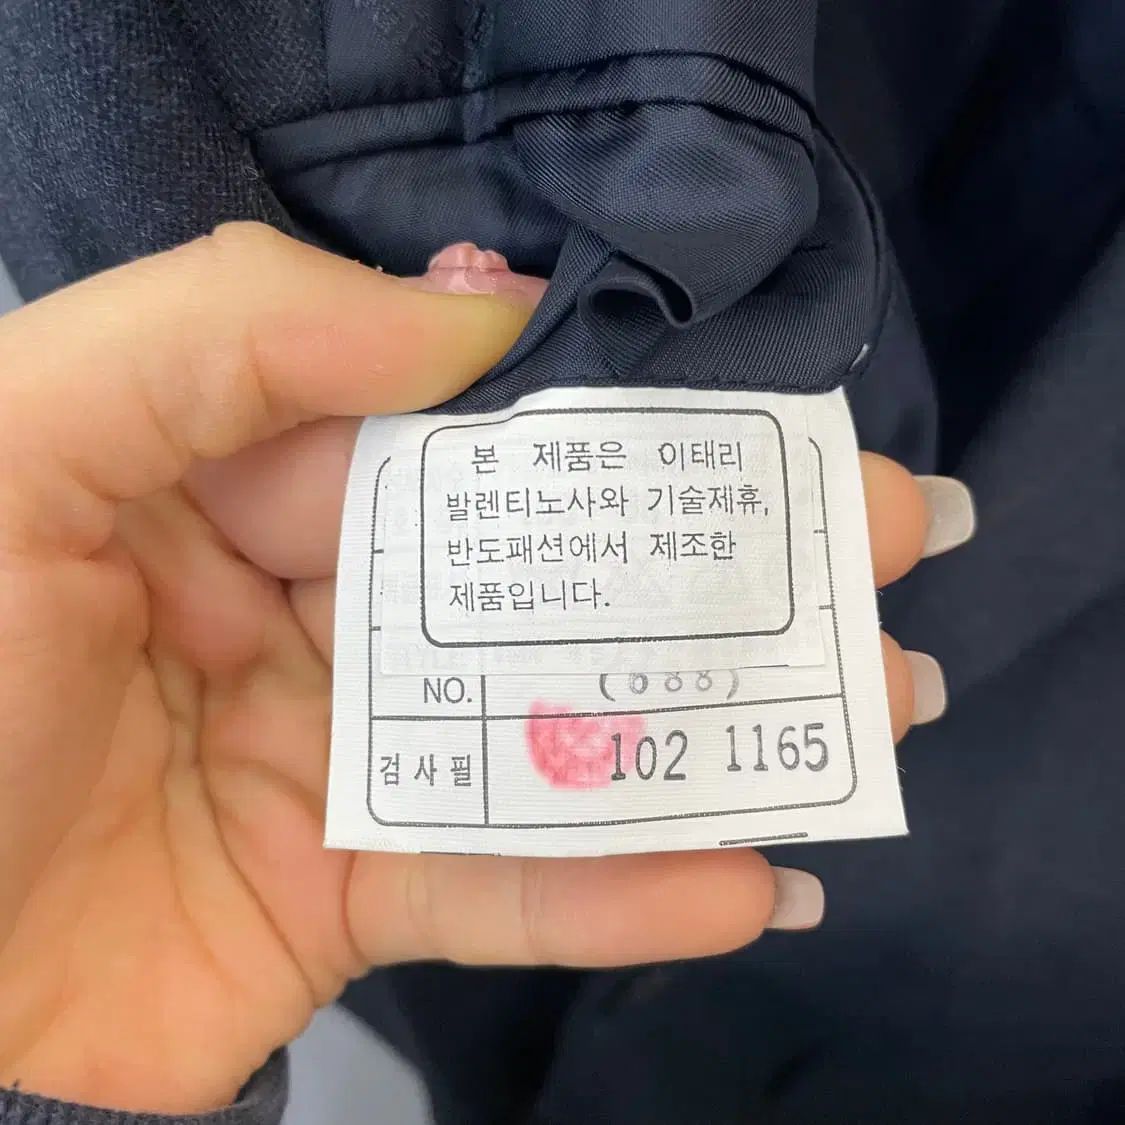 본 제품은 이태리
발렌티노사와 기술제휴,
반도패션에서 제조한
제품입니다.
NO. (688)
검사필 102 1165